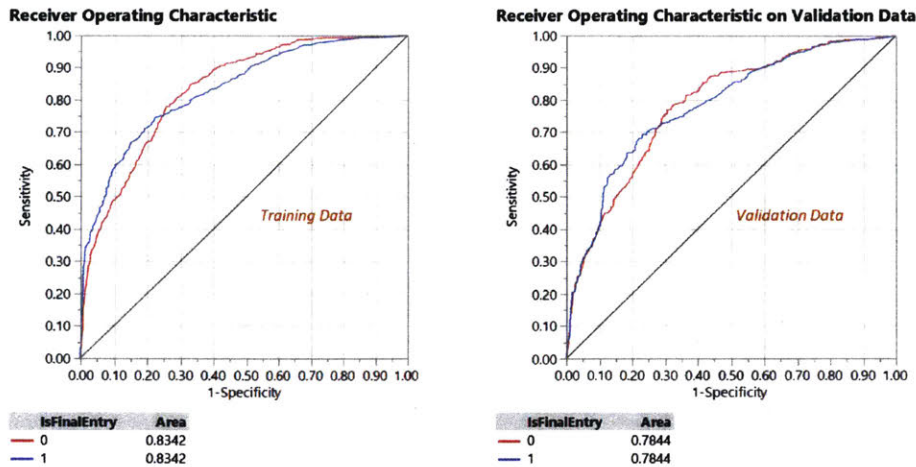 Receiver Operating Characteristic
1.00
0.90
0.80
0.70
0.60
0.50
0.40
0.30
0.20
0.10
0.00
Sensitivity
Training Data
0.00 0.10 0.20 0.30 0.40 0.50 0.60 0.70 0.80 0.90 1.00
1-Specificity
IsFinalEntry Area
0 0.8342
1 0.8342
Receiver Operating Characteristic on Validation Data
1.00
0.90
0.80
0.70
0.60
0.50
0.40
0.30
0.20
0.10
0.00
Sensitivity
Validation Data
0.00 0.10 0.20 0.30 0.40 0.50 0.60 0.70 0.80 0.90 1.00
1-Specificity
IsFinalEntry Area
0 0.7844
1 0.7844